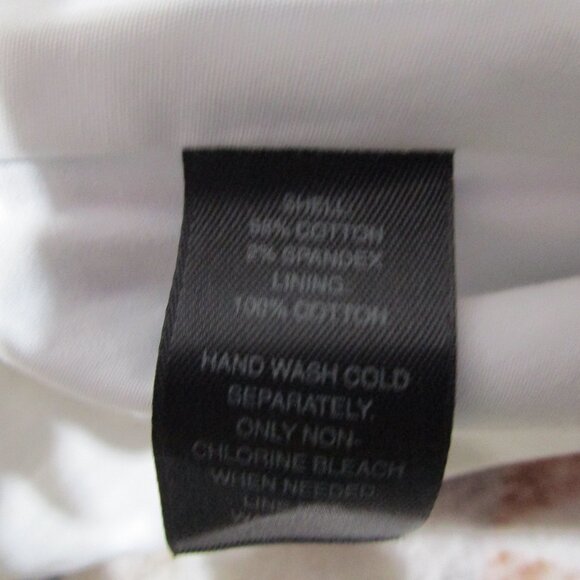 SHELL:
98% COTTON
2% SPANDEX
LINING:
100% COTTON
HAND WASH COLD
SEPARATELY,
ONLY NON-
CHLORINE BLEACH
WHEN NEEDED.